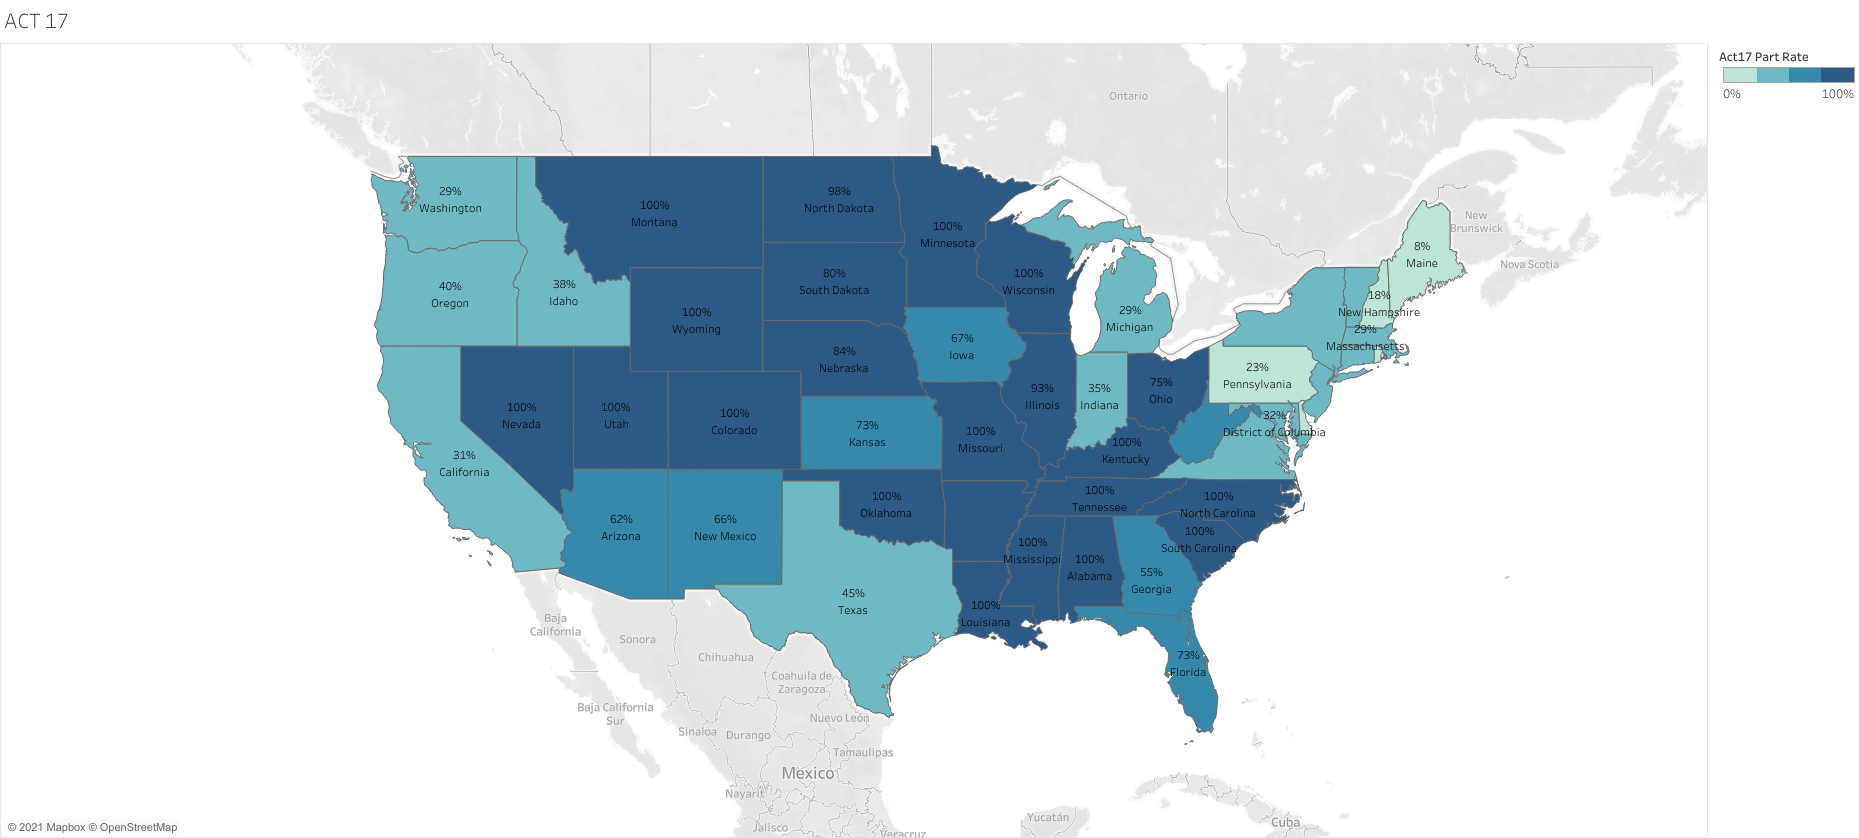 ACT 17
Act17 Part Rate
0% 100%
Ontario
New
Brunswick
Nova Scotia
29%
Washington
100%
Montana
98%
North Dakota
100%
Minnesota
8%
Maine
40%
Oregon
38%
Idaho
80%
South Dakota
100%
Wisconsin
18%
New Hampshire
100%
Wyoming
29%
Michigan
29%
Massachusetts
67%
Iowa
84%
Nebraska
23%
Pennsylvania
100%
Nevada
100%
Utah
100%
Colorado
93%
Illinois
35%
Indiana
75%
Ohio
32%
District of Columbia
73%
Kansas
100%
Missouri
100%
Kentucky
31%
California
100%
Oklahoma
100%
Tennessee
100%
North Carolina
62%
Arizona
66%
New Mexico
100%
Mississippi
100%
South Carolina
100%
Alabama
55%
Georgia
45%
Texas
100%
Louisiana
73%
Florida
Baja
California
Sonora
Chihuahua
Coahuila de
Zaragoza
Baja California
Sur
Nuevo León
Sinaloa
Durango
Tamaulipas
Mexico
Nayarit
Jalisco
Veracruz
Yucatán
Cuba
© 2021 Mapbox © OpenStreetMap